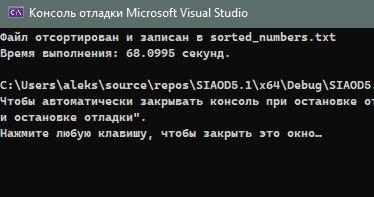 Консоль отладки Microsoft Visual Studio
Файл отсортирован и записан в sorted_numbers.txt
Время выполнения: 68.0995 секунд.
C:\Users\aleks\source\repos\SIAOD5.1\x64\Debug\SIAOD5.
Чтобы автоматически закрывать консоль при остановке от
и остановке отладки".
Нажмите любую клавишу, чтобы закрыть это окно…